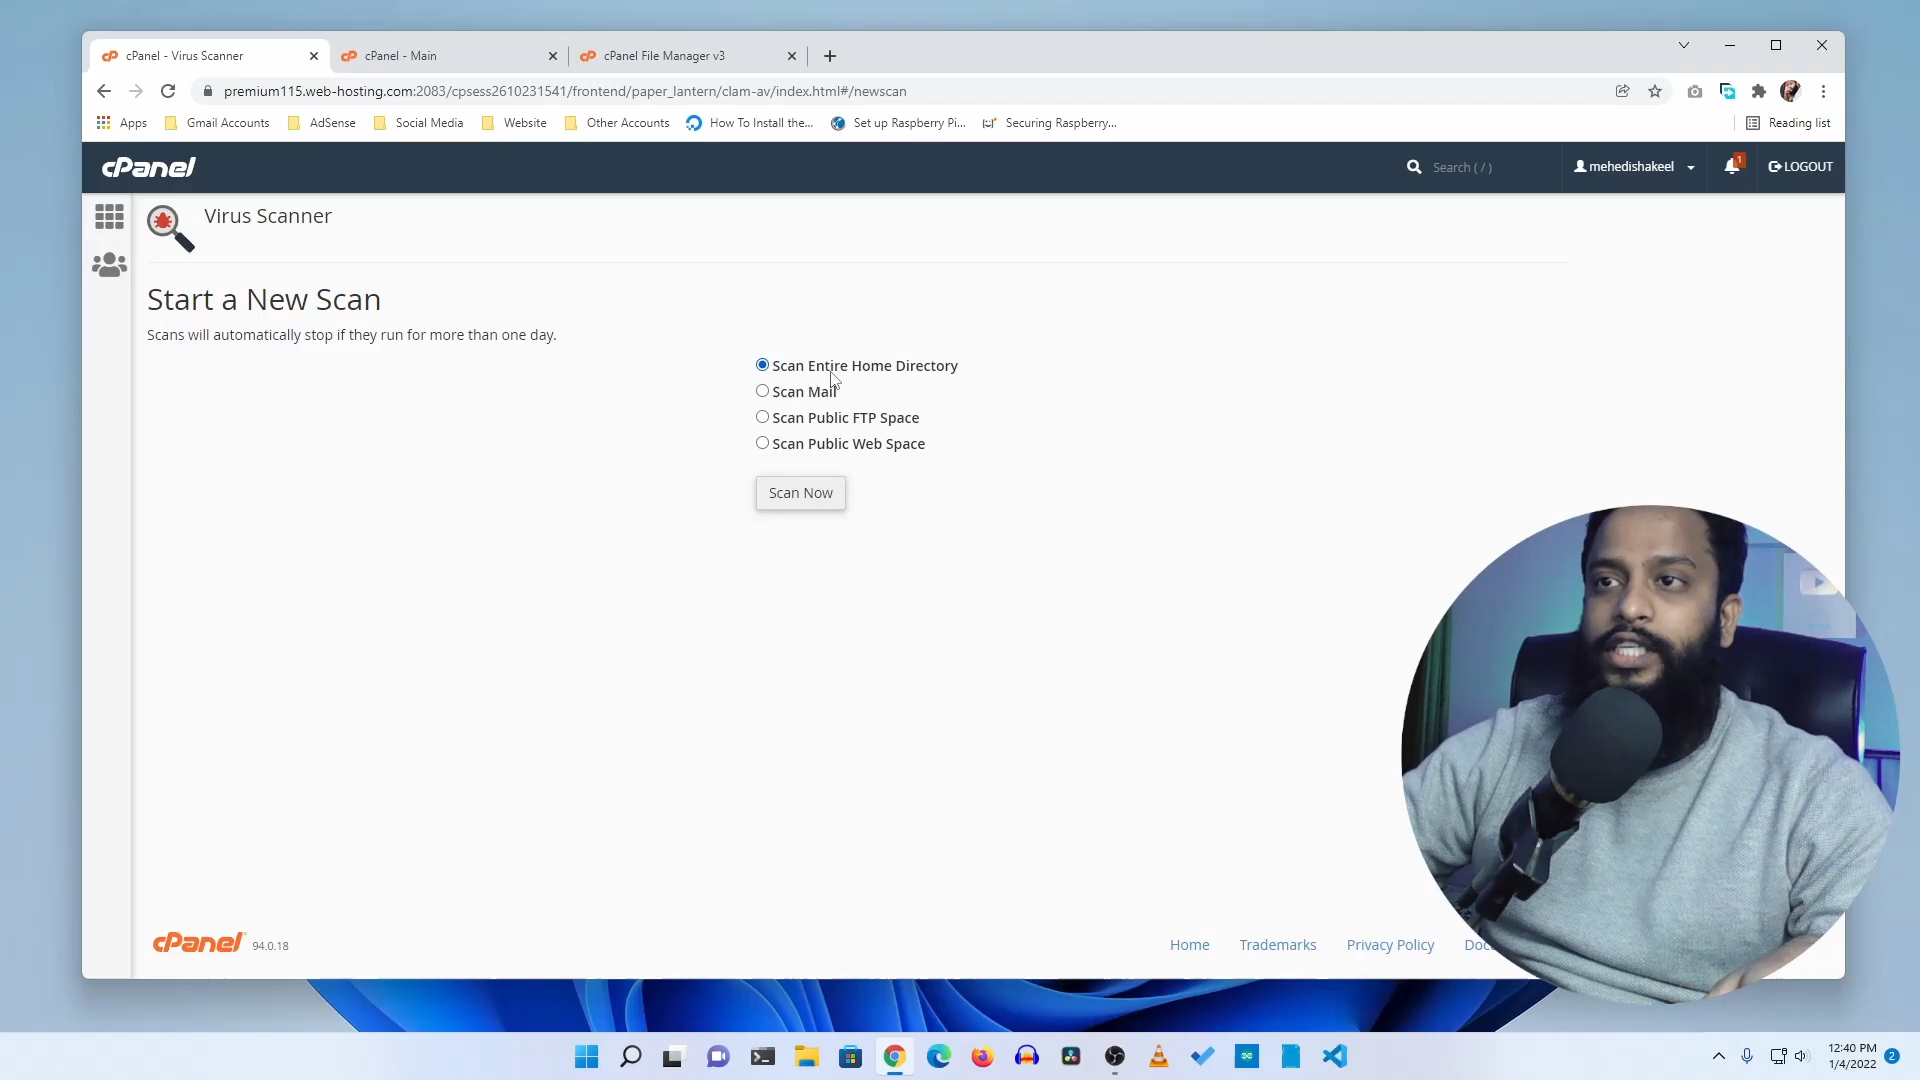 cPanel - Virus Scanner
cPanel - Main
cPanel File Manager v3
premium115.web-hosting.com:2083/cpsess2610231541/frontend/paper_lantern/clam-av/index.html#/newscan
Apps
Gmail Accounts
AdSense
Social Media
Website
Other Accounts
How To Install the...
Set up Raspberry Pi...
Securing Raspberry...
Reading list
cPanel
Search ( / )
mehedishakeel
1
LOGOUT
Virus Scanner
Start a New Scan
Scans will automatically stop if they run for more than one day.
Scan Entire Home Directory
Scan Mail
Scan Public FTP Space
Scan Public Web Space
Scan Now
cPanel 94.0.18
Home
Trademarks
Privacy Policy
12:40 PM
1/4/2022
2